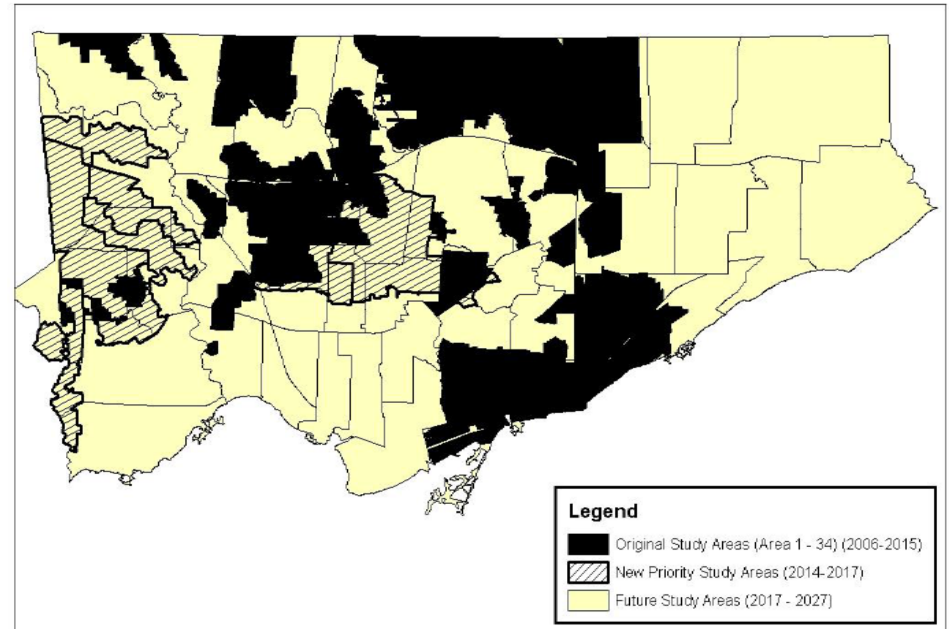 Legend
Original Study Areas (Area 1 - 34) (2006-2015)
New Priority Study Areas (2014-2017)
Future Study Areas (2017 - 2027)